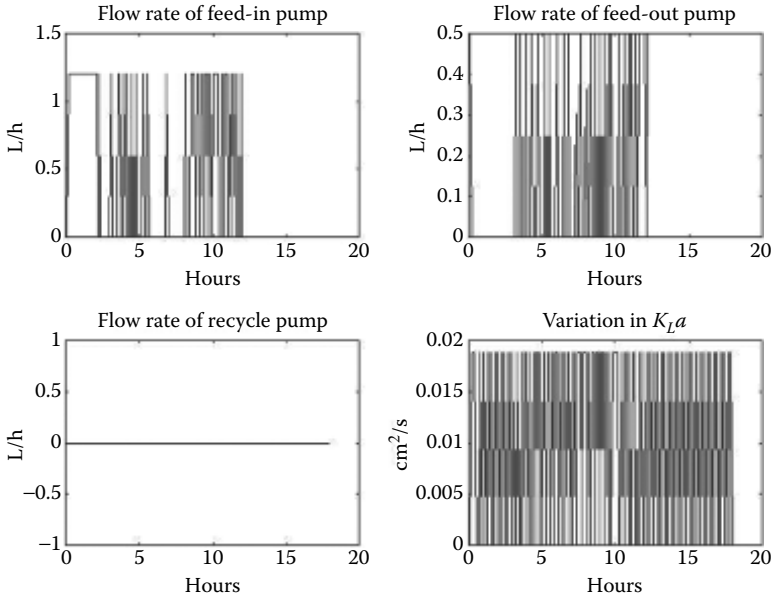 Flow rate of feed-in pump
1.5
1
0.5
0
L/h
0 5 10 15 20
Hours
Flow rate of feed-out pump
0.5
0.4
0.3
0.2
0.1
0
L/h
0 5 10 15 20
Hours
Flow rate of recycle pump
1
0.5
0
−0.5
−1
L/h
0 5 10 15 20
Hours
Variation in K_La
0.02
0.015
0.01
0.005
0
cm²/s
0 5 10 15 20
Hours